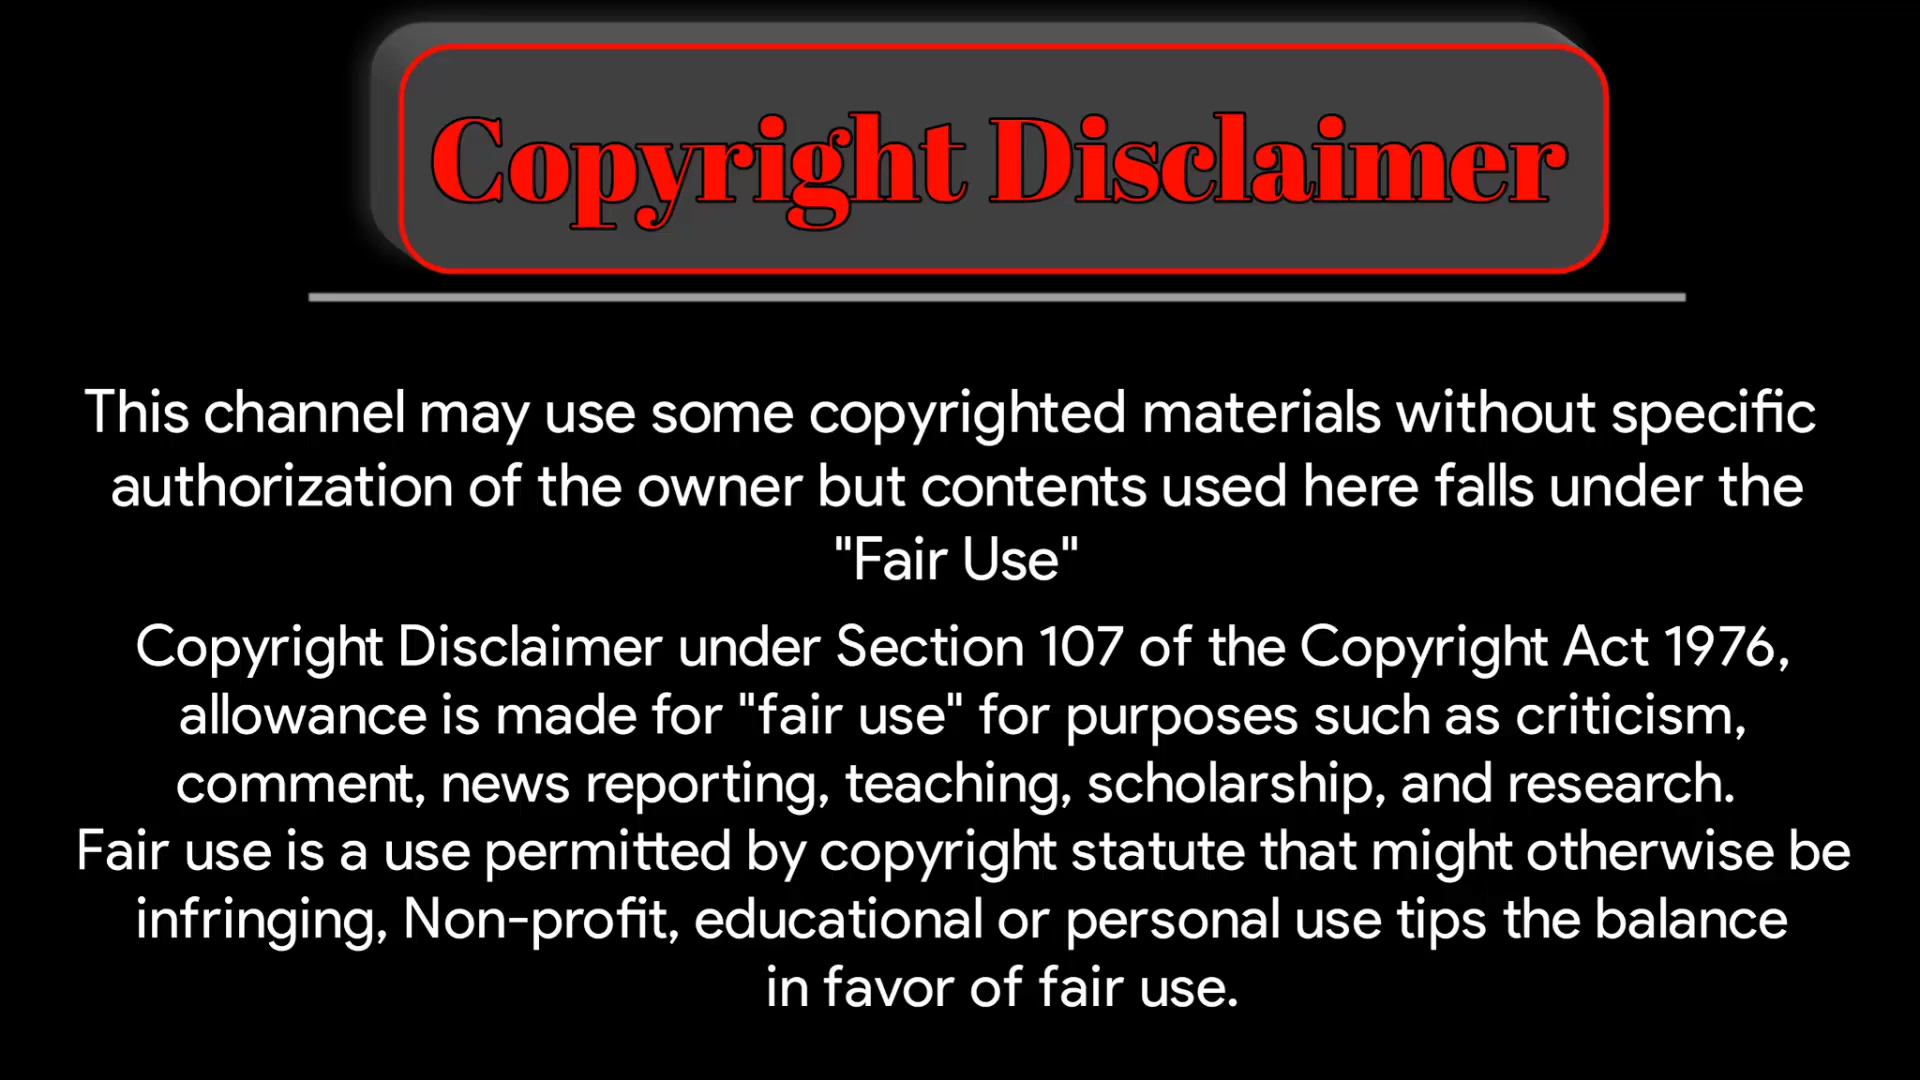 Copyright Disclaimer
This channel may use some copyrighted materials without specific
authorization of the owner but contents used here falls under the
"Fair Use"
Copyright Disclaimer under Section 107 of the Copyright Act 1976,
allowance is made for "fair use" for purposes such as criticism,
comment, news reporting, teaching, scholarship, and research.
Fair use is a use permitted by copyright statute that might otherwise be
infringing, Non-profit, educational or personal use tips the balance
in favor of fair use.